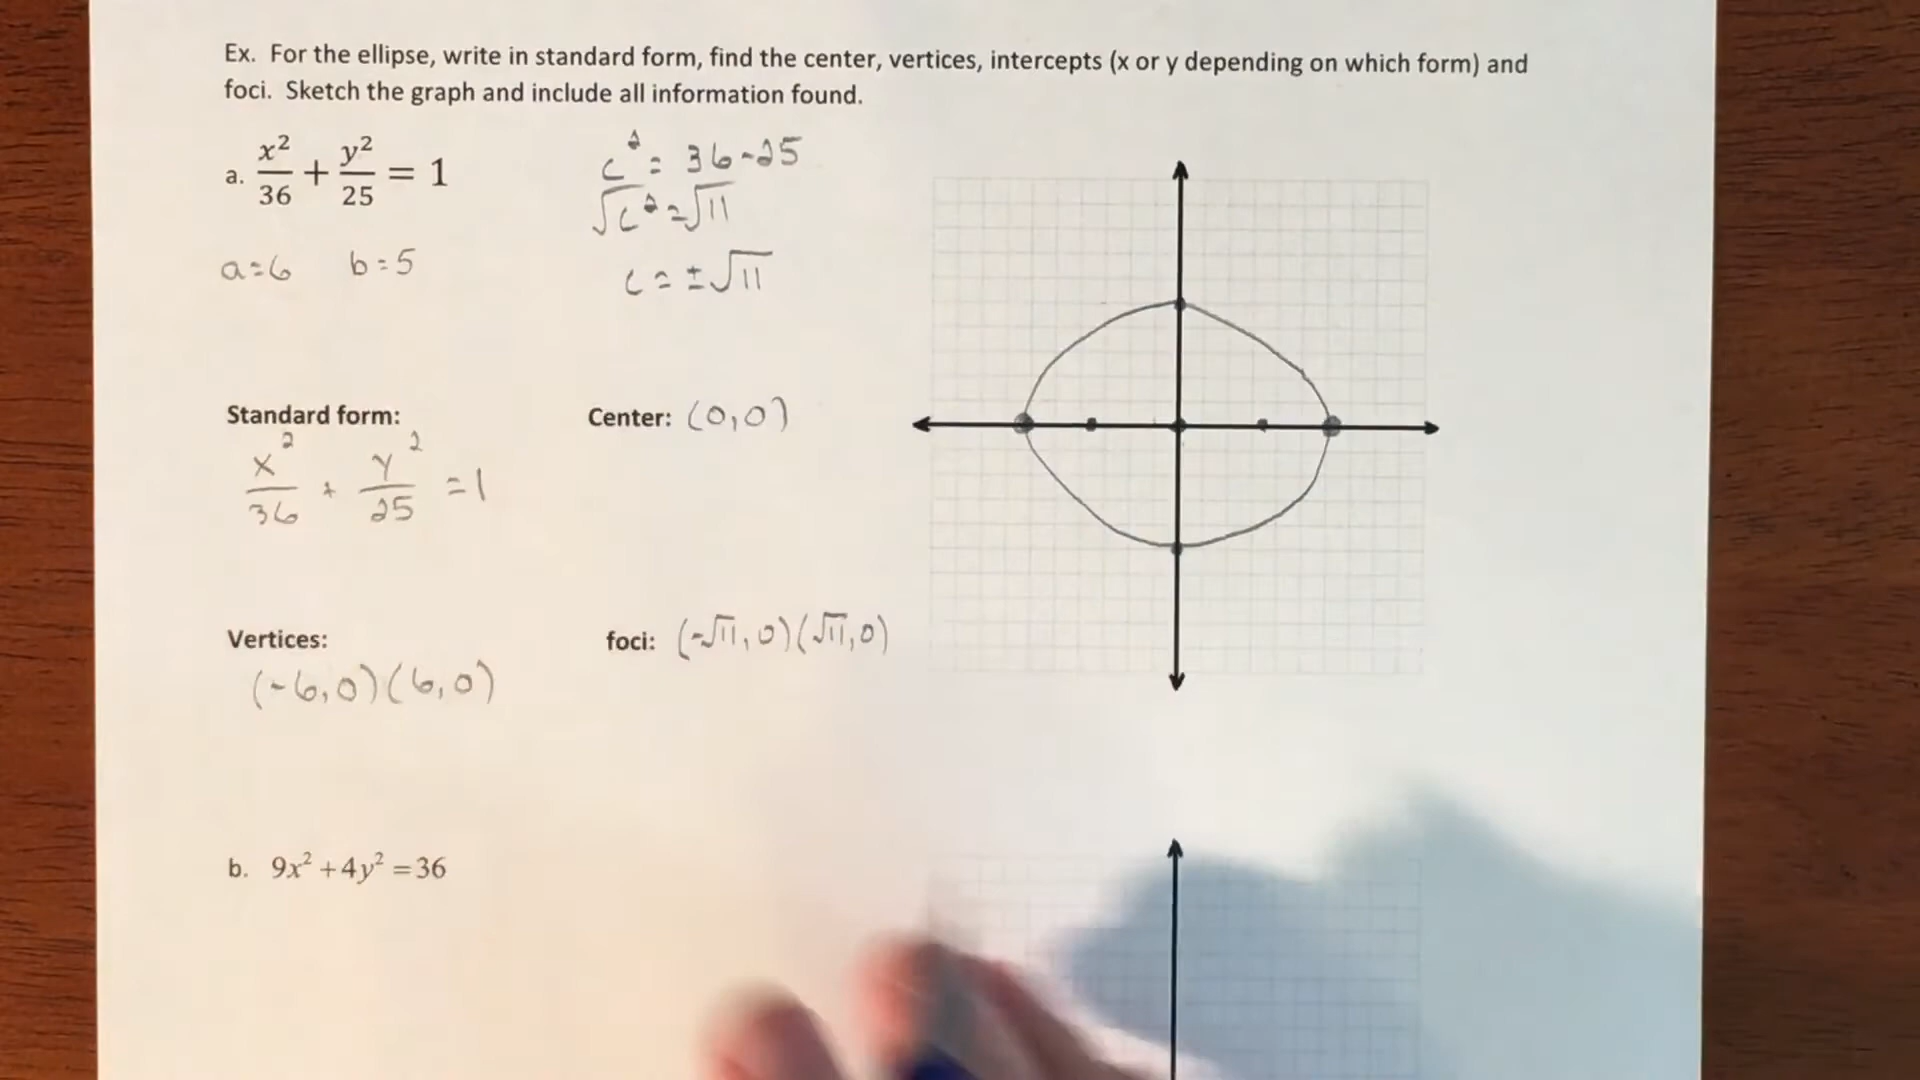 Ex. For the ellipse, write in standard form, find the center, vertices, intercepts (x or y depending on which form) and
foci. Sketch the graph and include all information found.
a. x²/36 + y²/25 = 1
c² = 36-25
√c² = √11
a=6 b=5
c = ±√11
Standard form:
x²/36 + y²/25 = 1
Center: (0,0)
Vertices:
(-6,0)(6,0)
foci: (-√11,0)(√11,0)
b. 9x² + 4y² = 36